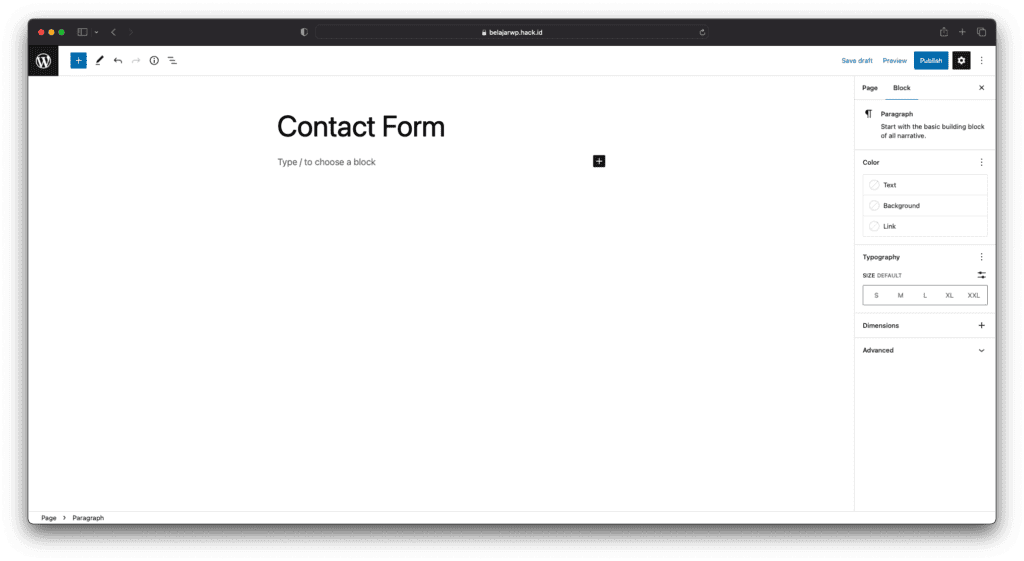 belajarwp.hack.id
Save draft Preview Publish
Page Block
Contact Form
Type / to choose a block
Paragraph
Start with the basic building block
of all narrative.
Color
Text
Background
Link
Typography
SIZE DEFAULT
S M L XL XXL
Dimensions
Advanced
Page > Paragraph